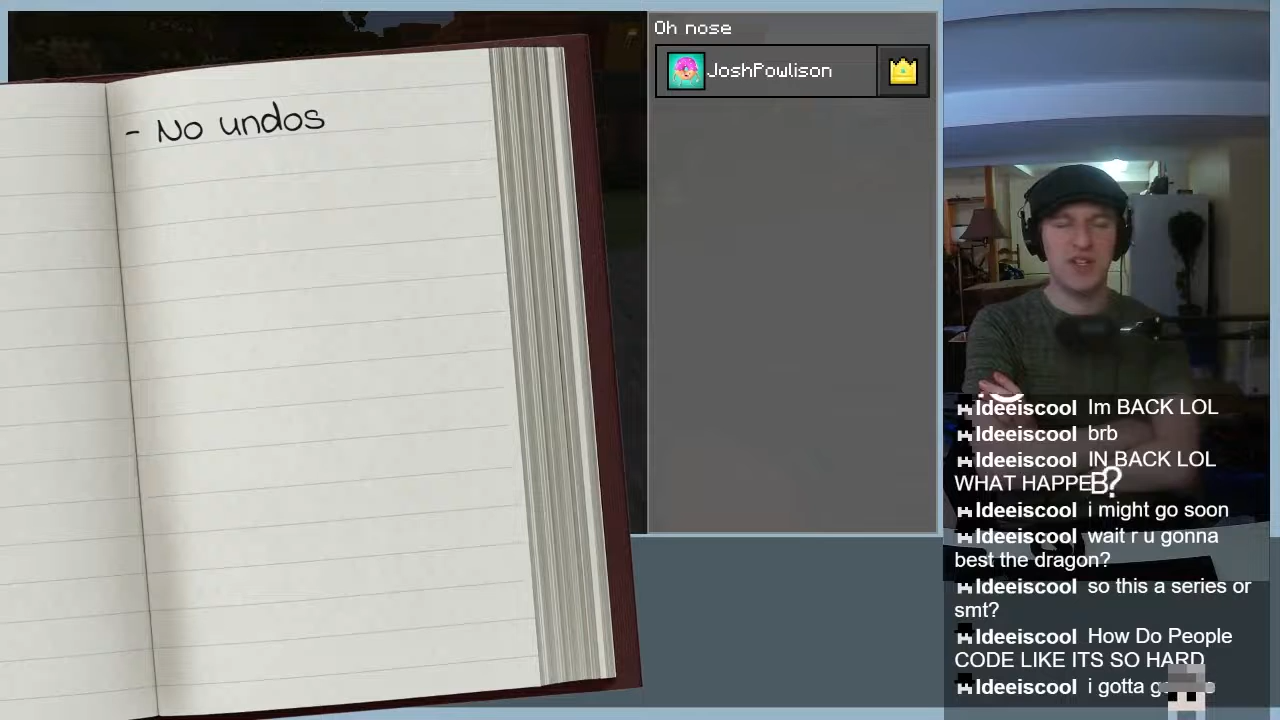 - No undos
Oh nose
JoshPowlison
Ideeiscool Im BACK LOL
Ideeiscool brb
Ideeiscool IN BACK LOL
WHAT HAPPE
Ideeiscool i might go soon
Ideeiscool wait r u gonna
best the dragon?
Ideeiscool so this a series or
smt?
Ideeiscool How Do People
CODE LIKE ITS SO HARD
Ideeiscool i gotta